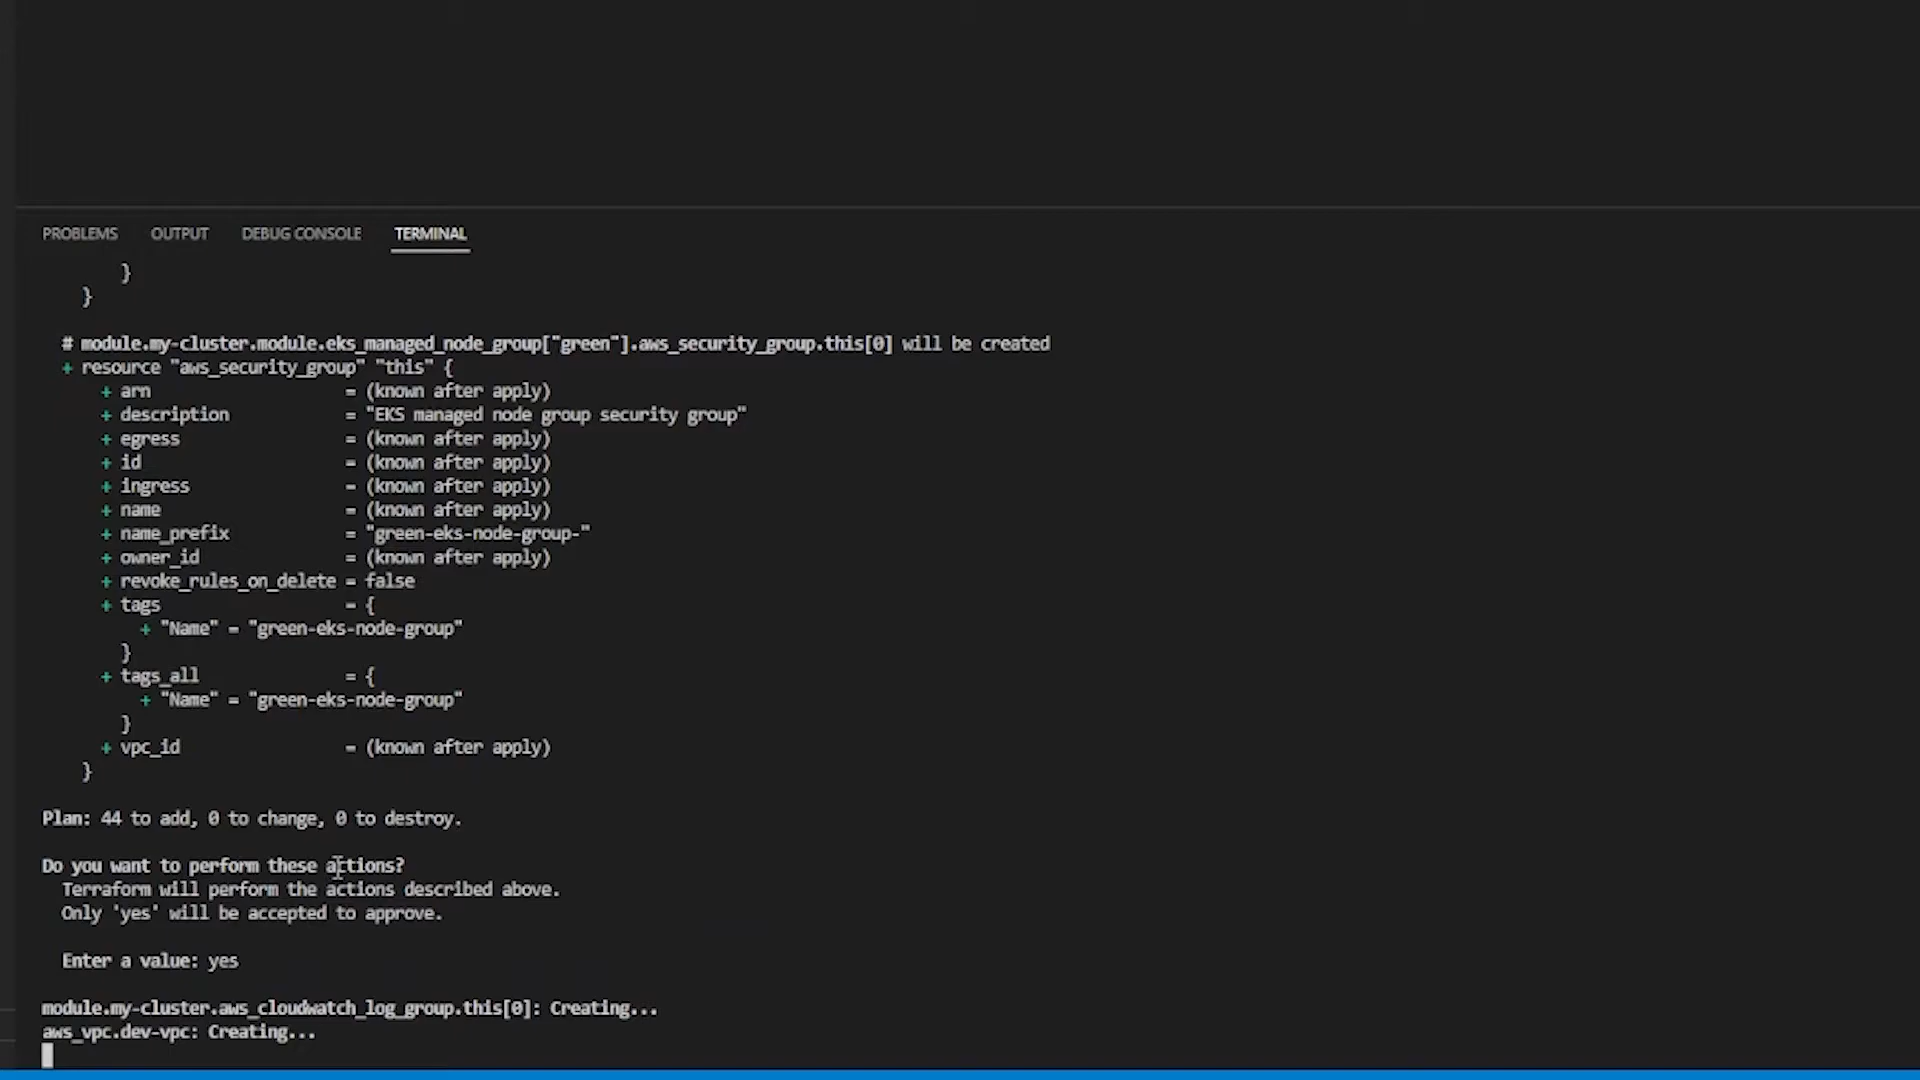 PROBLEMS OUTPUT DEBUG CONSOLE TERMINAL
}
}
# module.my-cluster.module.eks_managed_node_group["green"].aws_security_group.this[0] will be created
+ resource "aws_security_group" "this" {
+ arn = (known after apply)
+ description = "EKS managed node group security group"
+ egress = (known after apply)
+ id = (known after apply)
+ ingress = (known after apply)
+ name = (known after apply)
+ name_prefix = "green-eks-node-group-"
+ owner_id = (known after apply)
+ revoke_rules_on_delete = false
+ tags = {
+ "Name" = "green-eks-node-group"
}
+ tags_all = {
+ "Name" = "green-eks-node-group"
}
+ vpc_id = (known after apply)
}
Plan: 44 to add, 0 to change, 0 to destroy.
Do you want to perform these actions?
Terraform will perform the actions described above.
Only 'yes' will be accepted to approve.
Enter a value: yes
module.my-cluster.aws_cloudwatch_log_group.this[0]: Creating...
aws_vpc.dev-vpc: Creating...